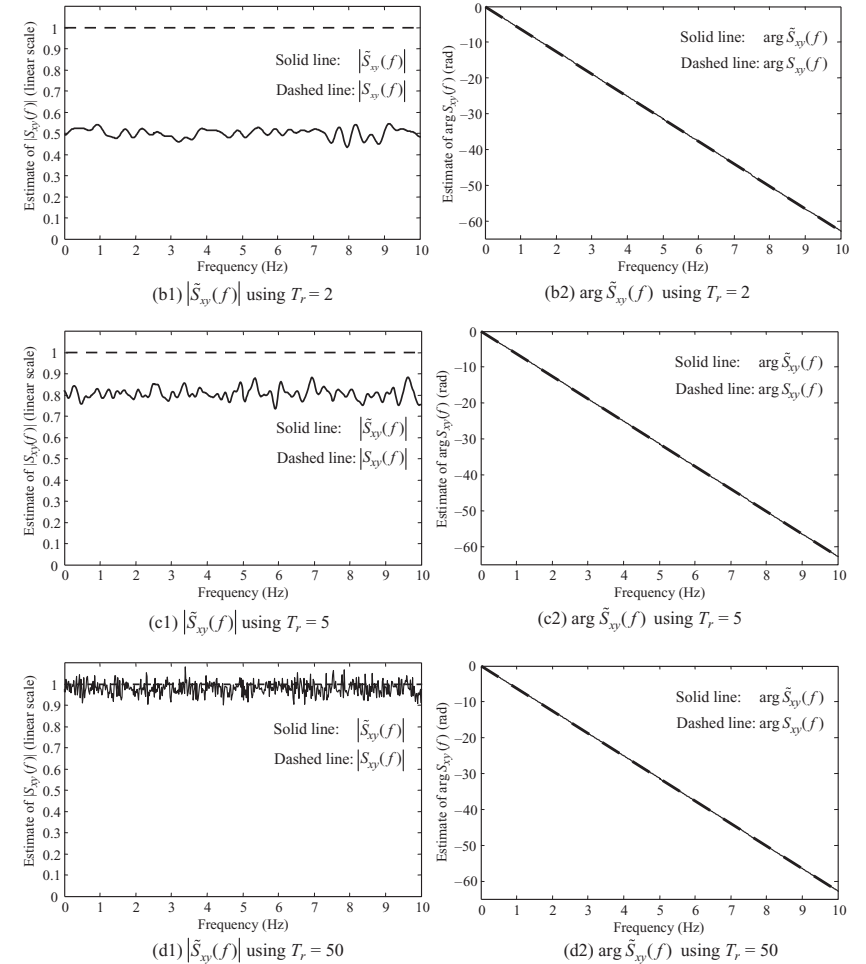 Estimate of |Sxy(f)| (linear scale)
1
0.9
0.8
0.7
0.6
0.5
0.4
0.3
0.2
0.1
0
Solid line: |S̃xy(f)|
Dashed line: |Sxy(f)|
0 1 2 3 4 5 6 7 8 9 10
Frequency (Hz)
(b1) |S̃xy(f)| using Tr = 2
Estimate of arg Sxy(f) (rad)
0
−10
−20
−30
−40
−50
−60
Solid line: arg S̃xy(f)
Dashed line: arg Sxy(f)
0 1 2 3 4 5 6 7 8 9 10
Frequency (Hz)
(b2) arg S̃xy(f) using Tr = 2
Estimate of |Sxy(f)| (linear scale)
1
0.9
0.8
0.7
0.6
0.5
0.4
0.3
0.2
0.1
0
Solid line: |S̃xy(f)|
Dashed line: |Sxy(f)|
0 1 2 3 4 5 6 7 8 9 10
Frequency (Hz)
(c1) |S̃xy(f)| using Tr = 5
Estimate of arg Sxy(f) (rad)
0
−10
−20
−30
−40
−50
−60
Solid line: arg S̃xy(f)
Dashed line: arg Sxy(f)
0 1 2 3 4 5 6 7 8 9 10
Frequency (Hz)
(c2) arg S̃xy(f) using Tr = 5
Estimate of |Sxy(f)| (linear scale)
1
0.9
0.8
0.7
0.6
0.5
0.4
0.3
0.2
0.1
0
Solid line: |S̃xy(f)|
Dashed line: |Sxy(f)|
0 1 2 3 4 5 6 7 8 9 10
Frequency (Hz)
(d1) |S̃xy(f)| using Tr = 50
Estimate of arg Sxy(f) (rad)
0
−10
−20
−30
−40
−50
−60
Solid line: arg S̃xy(f)
Dashed line: arg Sxy(f)
0 1 2 3 4 5 6 7 8 9 10
Frequency (Hz)
(d2) arg S̃xy(f) using Tr = 50